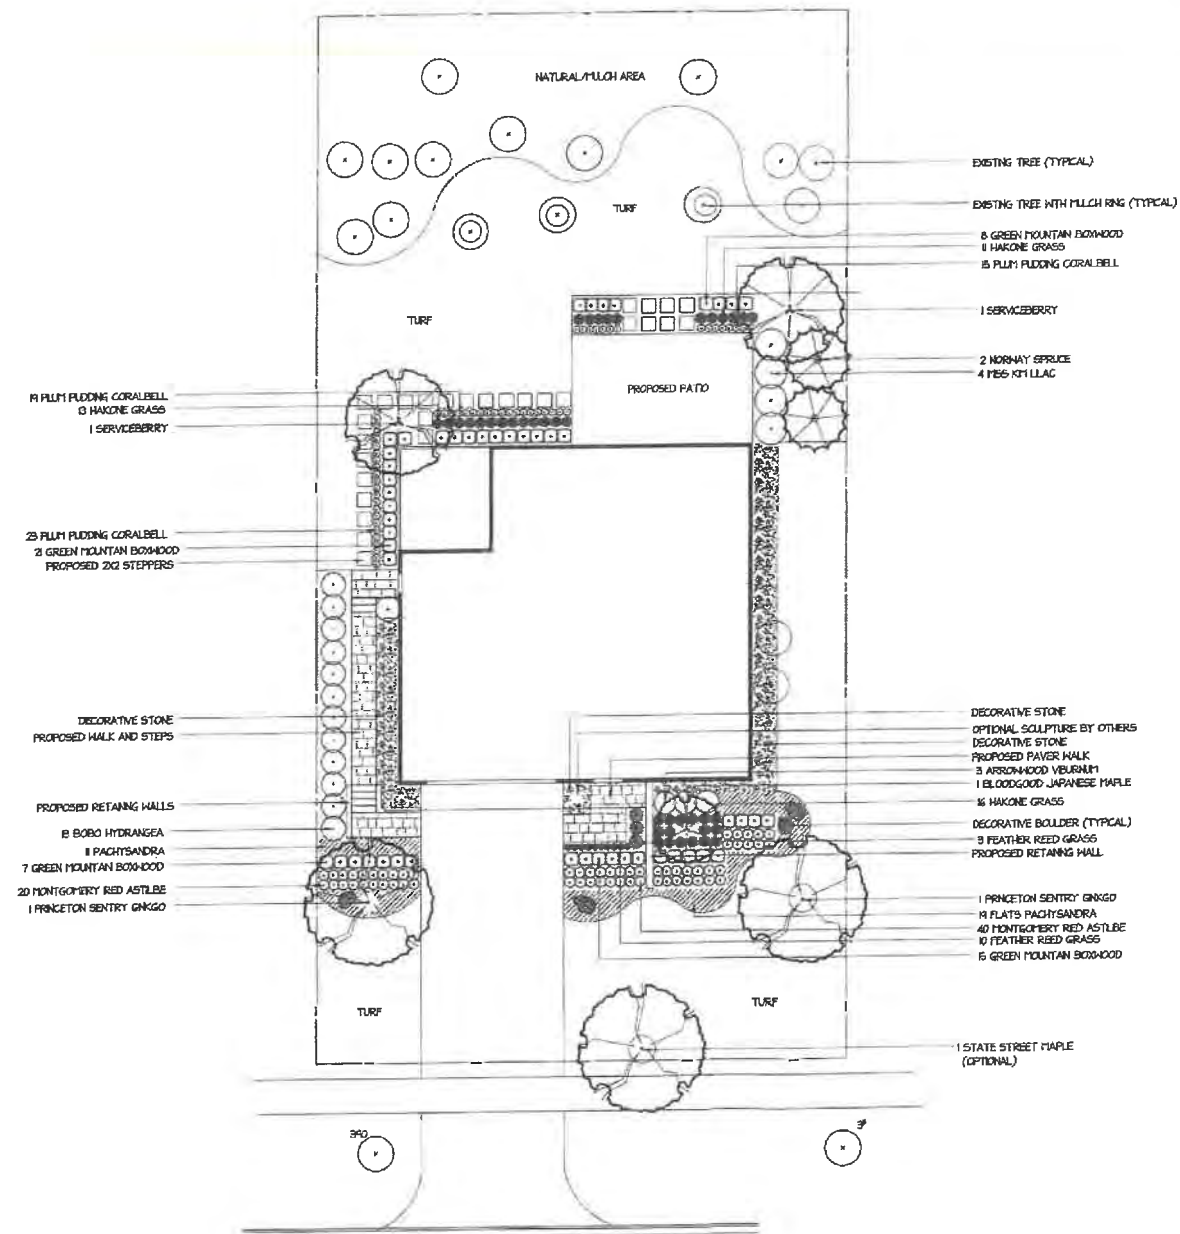 NATURAL/MULCH AREA
EXISTING TREE (TYPICAL)
EXISTING TREE WITH MULCH RING (TYPICAL)
TURF
8 GREEN MOUNTAIN BOXWOOD
11 HAKONE GRASS
15 PLUM PUDDING CORALBELL
1 SERVICEBERRY
TURF
2 NORWAY SPRUCE
4 MISS KIM LILAC
PROPOSED PATIO
19 PLUM PUDDING CORALBELL
13 HAKONE GRASS
1 SERVICEBERRY
23 PLUM PUDDING CORALBELL
21 GREEN MOUNTAIN BOXWOOD
PROPOSED 2X2 STEPPERS
DECORATIVE STONE
PROPOSED WALK AND STEPS
PROPOSED RETAINING WALLS
12 BOBO HYDRANGEA
11 PACHYSANDRA
7 GREEN MOUNTAIN BOXWOOD
20 MONTGOMERY RED ASTILBE
1 PRINCETON SENTRY GINKGO
DECORATIVE STONE
OPTIONAL SCULPTURE BY OTHERS
DECORATIVE STONE
PROPOSED PAVER WALK
3 ARROWWOOD VIBURNUM
1 BLOODGOOD JAPANESE MAPLE
16 HAKONE GRASS
DECORATIVE BOULDER (TYPICAL)
3 FEATHER REED GRASS
PROPOSED RETAINING WALL
1 PRINCETON SENTRY GINKGO
19 FLATS PACHYSANDRA
40 MONTGOMERY RED ASTILBE
10 FEATHER REED GRASS
15 GREEN MOUNTAIN BOXWOOD
TURF
TURF
1 STATE STREET MAPLE
(OPTIONAL)
390